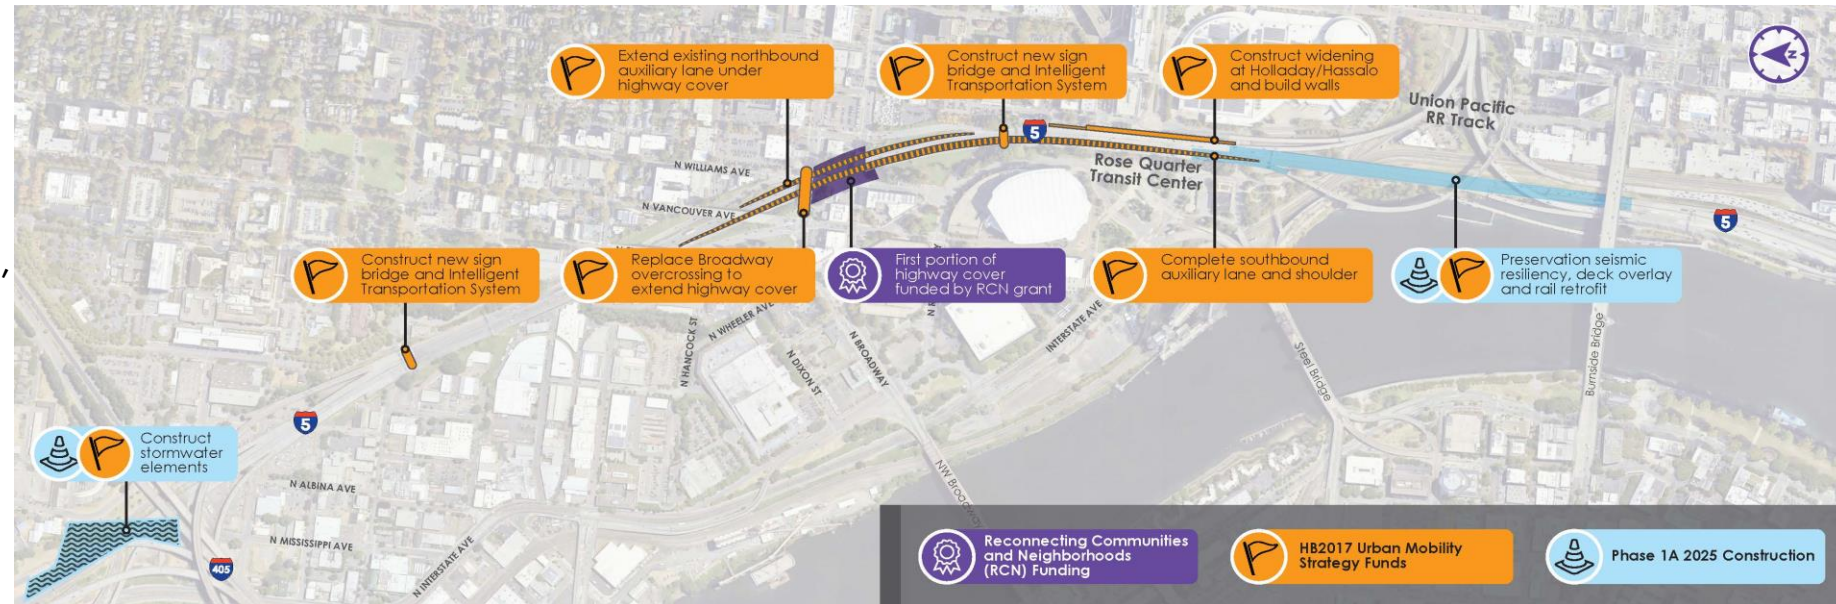 Extend existing northbound
auxiliary lane under
highway cover
Construct new sign
bridge and Intelligent
Transportation System
Construct widening
at Holladay/Hassalo
and build walls
N
Union Pacific
RR Track
5
N WILLIAMS AVE
Rose Quarter
Transit Center
N VANCOUVER AVE
5
Construct new sign
bridge and Intelligent
Transportation System
Replace Broadway
overcrossing to
extend highway cover
First portion of
highway cover
funded by RCN grant
Complete southbound
auxiliary lane and shoulder
Preservation seismic
resiliency, deck overlay
and rail retrofit
,
N HANCOCK ST
N WHEELER AVE
N DIXON ST
N BROADWAY
INTERSTATE AVE
Steel Bridge
Burnside Bridge
5
Construct
stormwater
elements
N ALBINA AVE
NW Broadway
N MISSISSIPPI AVE
405
N INTERSTATE AVE
Reconnecting Communities
and Neighborhoods
(RCN) Funding
HB2017 Urban Mobility
Strategy Funds
Phase 1A 2025 Construction